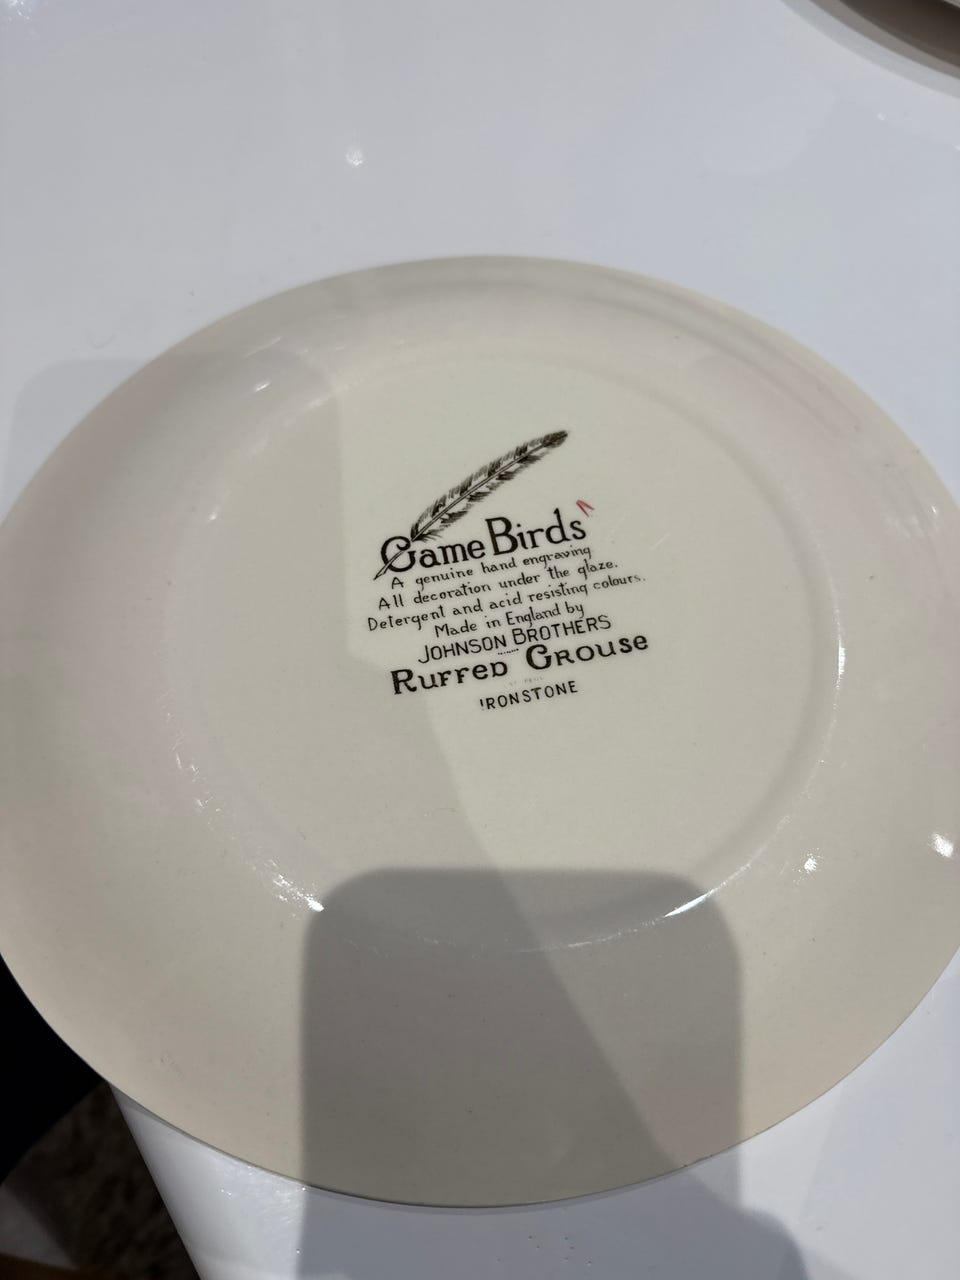 Game Birds
A genuine hand engraving
All decoration under the glaze.
Detergent and acid resisting colours.
Made in England by
JOHNSON BROTHERS
Ruffed Grouse
IRONSTONE